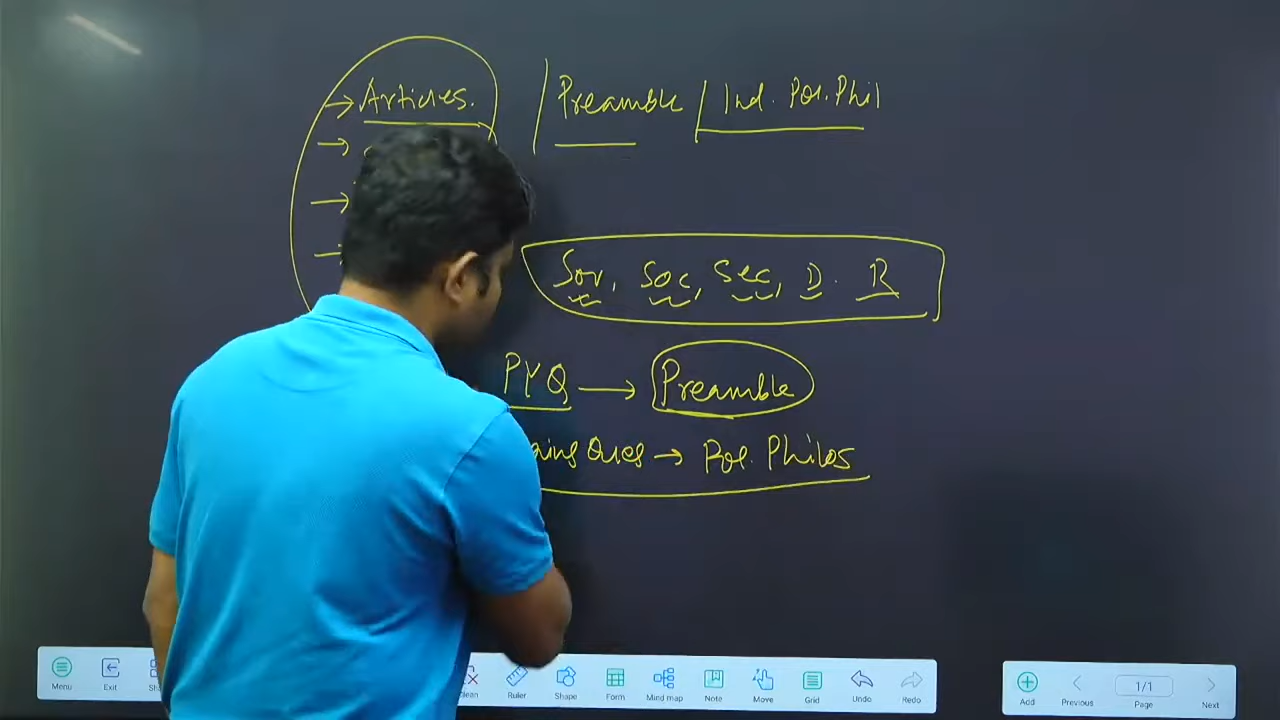 → Articles. | Preamble / Ind. Pol. Phil
→
→
→
Sov, Soc, Sec, D. R
PYQ → Preamble
Ques → Pol. Philos
Menu Exit Ruler Shape Form Mind map Note Move Grid Undo Redo Add Previous 1/1 Page Next